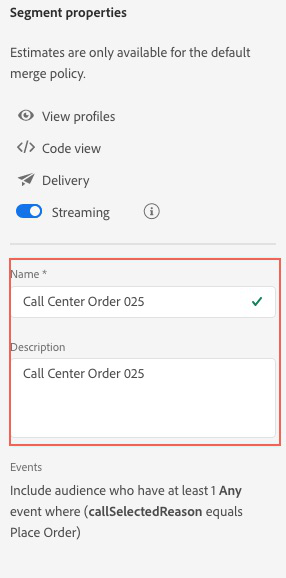 Segment properties
Estimates are only available for the default
merge policy.
View profiles
Code view
Delivery
Streaming
Name *
Call Center Order 025
Description
Call Center Order 025
Events
Include audience who have at least 1 Any
event where (callSelectedReason equals
Place Order)